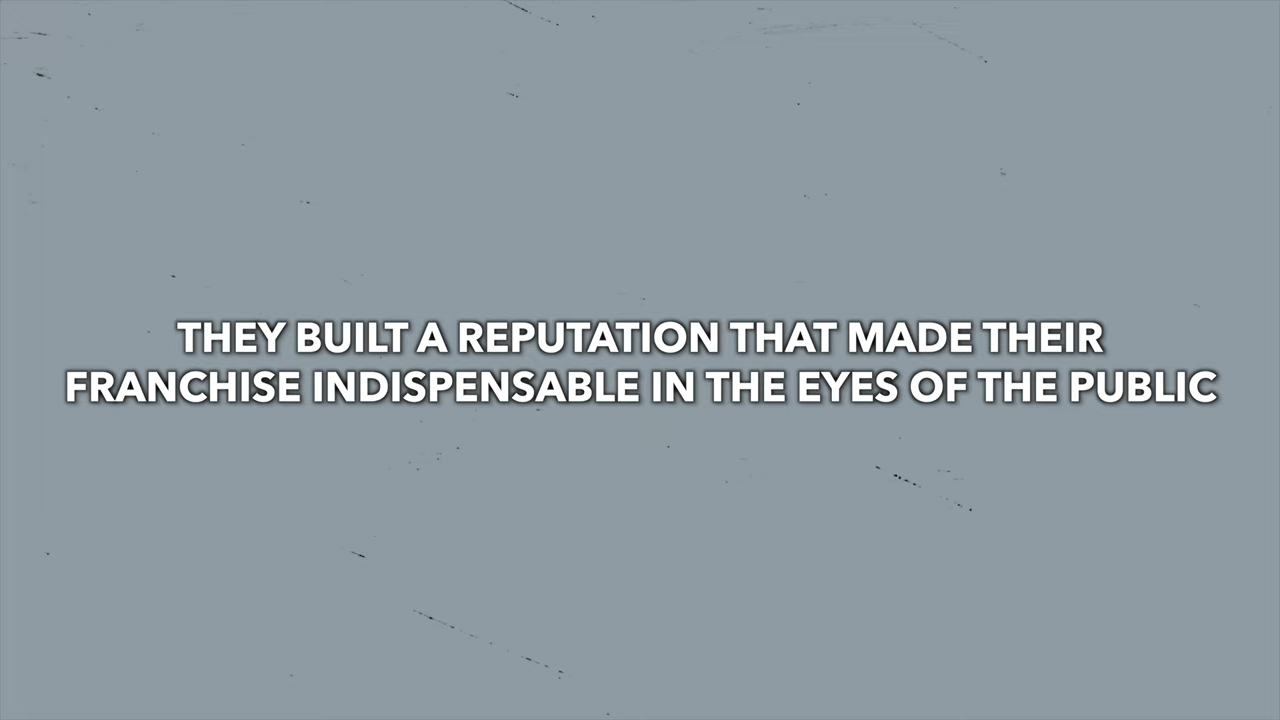 THEY BUILT A REPUTATION THAT MADE THEIR
FRANCHISE INDISPENSABLE IN THE EYES OF THE PUBLIC